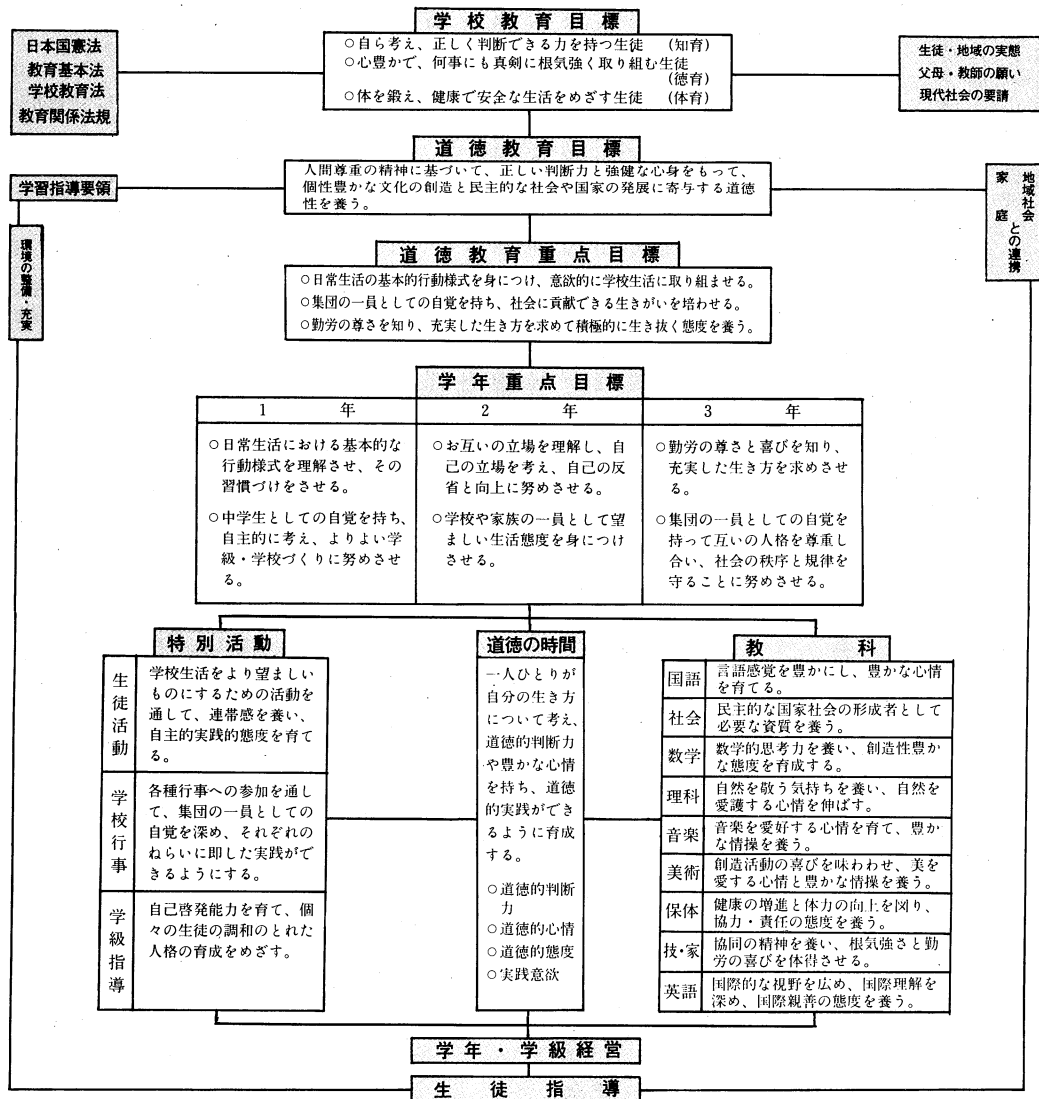 学校教育目標
○自ら考え、正しく判断できる力を持つ生徒　(知育)
○心豊かで、何事にも真剣に根気強く取り組む生徒
(徳育)
○体を鍛え、健康で安全な生活をめざす生徒　(体育)
日本国憲法
教育基本法
学校教育法
教育関係法規
生徒・地域の実態
父母・教師の願い
現代社会の要請
道徳教育目標
人間尊重の精神に基づいて、正しい判断力と強健な心身をもって、
個性豊かな文化の創造と民主的な社会や国家の発展に寄与する道徳
性を養う。
学習指導要領
環境の整備・充実
家庭
地域社会
との連携
道徳教育重点目標
○日常生活の基本的行動様式を身につけ、意欲的に学校生活に取り組ませる。
○集団の一員としての自覚を持ち、社会に貢献できる生きがいを培わせる。
○勤労の尊さを知り、充実した生き方を求めて積極的に生き抜く態度を養う。
学年重点目標
1　年
○日常生活における基本的な
行動様式を理解させ、その
習慣づけをさせる。
○中学生としての自覚を持ち、
自主的に考え、よりよい学
級・学校づくりに努めさせ
る。
2　年
○お互いの立場を理解し、自
己の立場を考え、自己の反
省と向上に努めさせる。
○学校や家族の一員として望
ましい生活態度を身につけ
させる。
3　年
○勤労の尊さと喜びを知り、
充実した生き方を求めさせ
る。
○集団の一員としての自覚を
持って互いの人格を尊重し
合い、社会の秩序と規律を
守ることに努めさせる。
特別活動
生徒活動
学校生活をより望ましい
ものにするための活動を
通して、連帯感を養い、
自主的実践的態度を育て
る。
学校行事
各種行事への参加を通し
て、集団の一員としての
自覚を深め、それぞれの
ねらいに即した実践がで
きるようにする。
学級指導
自己啓発能力を育て、個
々の生徒の調和のとれた
人格の育成をめざす。
道徳の時間
一人ひとりが
自分の生き方
について考え、
道徳的判断力
や豊かな心情
を持ち、道徳
的実践ができ
るように育成
する。
○道徳的判断
力
○道徳的心情
○道徳的態度
○実践意欲
教科
国語
言語感覚を豊かにし、豊かな心情
を育てる。
社会
民主的な国家社会の形成者として
必要な資質を養う。
数学
数学的思考力を養い、創造性豊か
な態度を育成する。
理科
自然を敬う気持ちを養い、自然を
愛護する心情を伸ばす。
音楽
音楽を愛好する心情を育て、豊か
な情操を養う。
美術
創造活動の喜びを味わわせ、美を
愛する心情と豊かな情操を養う。
保体
健康の増進と体力の向上を図り、
協力・責任の態度を養う。
技・家
協同の精神を養い、根気強さと勤
労の喜びを体得させる。
英語
国際的な視野を広め、国際理解を
深め、国際親善の態度を養う。
学年・学級経営
生徒指導